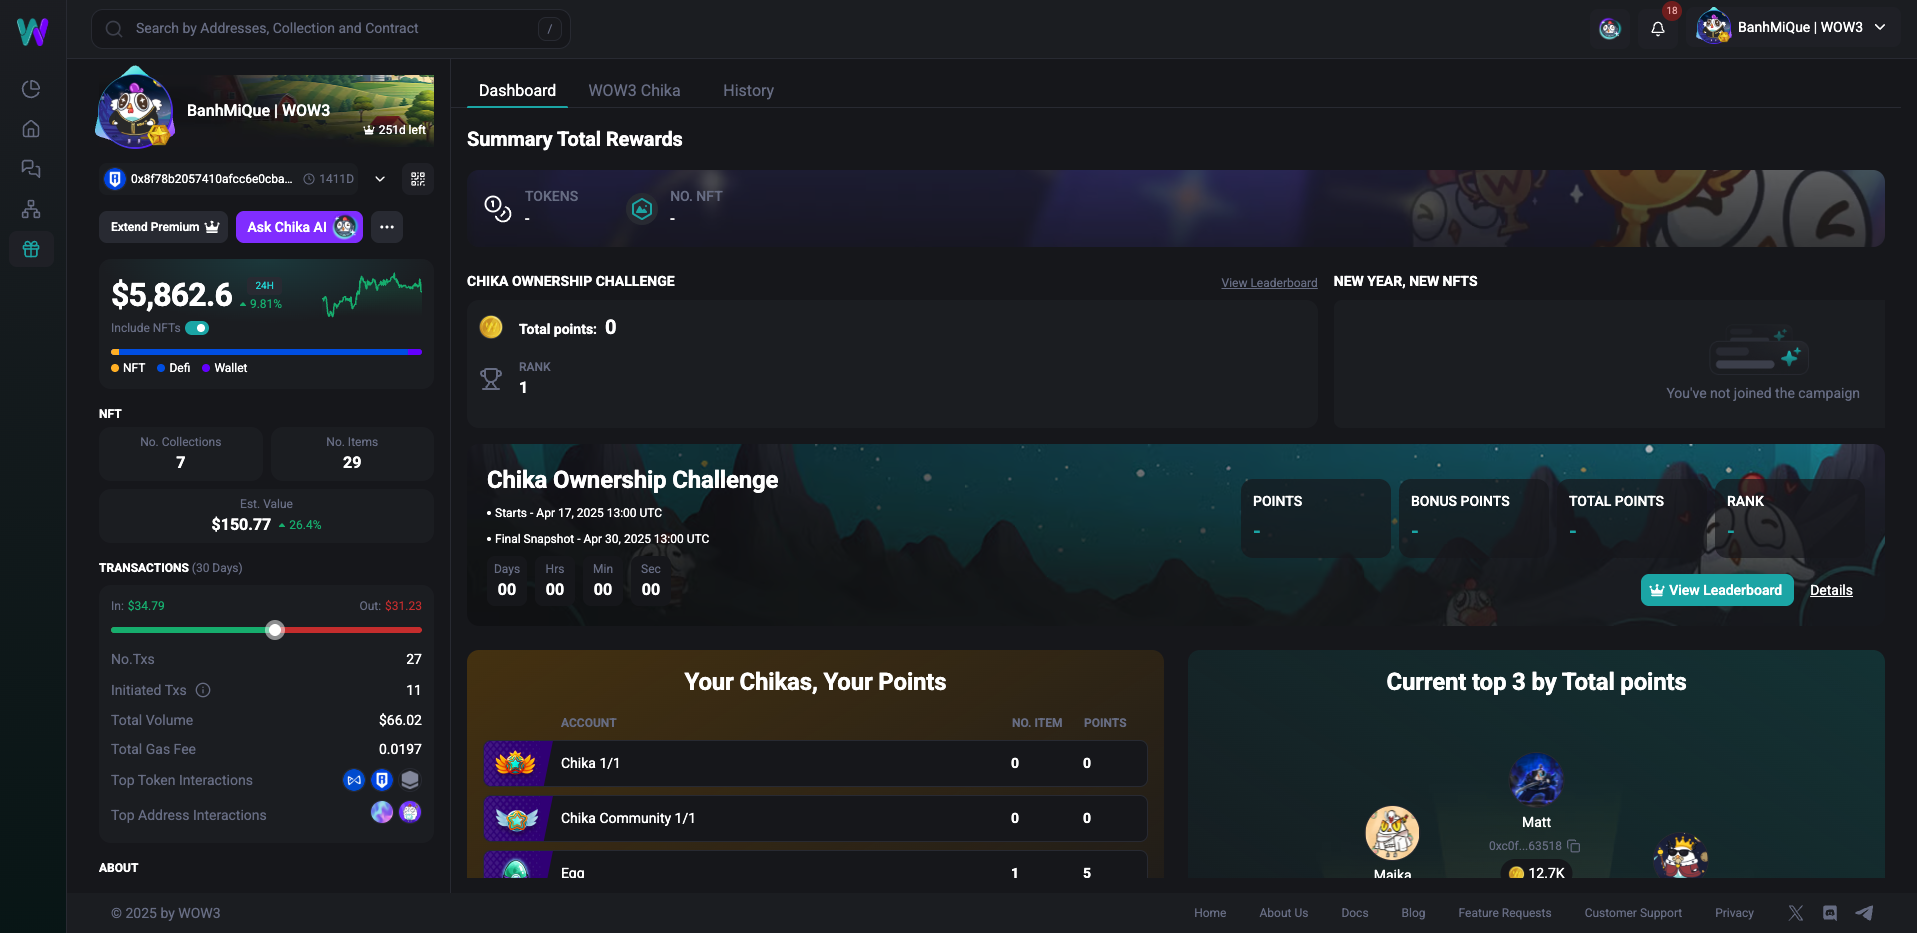 Search by Addresses, Collection and Contract
/
18
BanhMiQue | WOW3
BanhMiQue | WOW3
251d left
0x8f78b2057410afcc6e0cba...
1411D
Extend Premium
Ask Chika AI
$5,862.6
24H
9.81%
Include NFTs
NFT
Defi
Wallet
NFT
No. Collections
7
No. Items
29
Est. Value
$150.77
26.4%
TRANSACTIONS (30 Days)
In: $34.79
Out: $31.23
No.Txs
27
Initiated Txs
11
Total Volume
$66.02
Total Gas Fee
0.0197
Top Token Interactions
Top Address Interactions
ABOUT
Dashboard
WOW3 Chika
History
Summary Total Rewards
TOKENS
-
NO. NFT
-
CHIKA OWNERSHIP CHALLENGE
View Leaderboard
Total points: 0
RANK
1
NEW YEAR, NEW NFTS
You've not joined the campaign
Chika Ownership Challenge
• Starts - Apr 17, 2025 13:00 UTC
• Final Snapshot - Apr 30, 2025 13:00 UTC
Days
00
Hrs
00
Min
00
Sec
00
POINTS
-
BONUS POINTS
-
TOTAL POINTS
-
RANK
-
View Leaderboard
Details
Your Chikas, Your Points
ACCOUNT
NO. ITEM
POINTS
Chika 1/1
0
0
Chika Community 1/1
0
0
Egg
1
5
Current top 3 by Total points
Matt
0xc0f...63518
12.7K
Maika
© 2025 by WOW3
Home
About Us
Docs
Blog
Feature Requests
Customer Support
Privacy